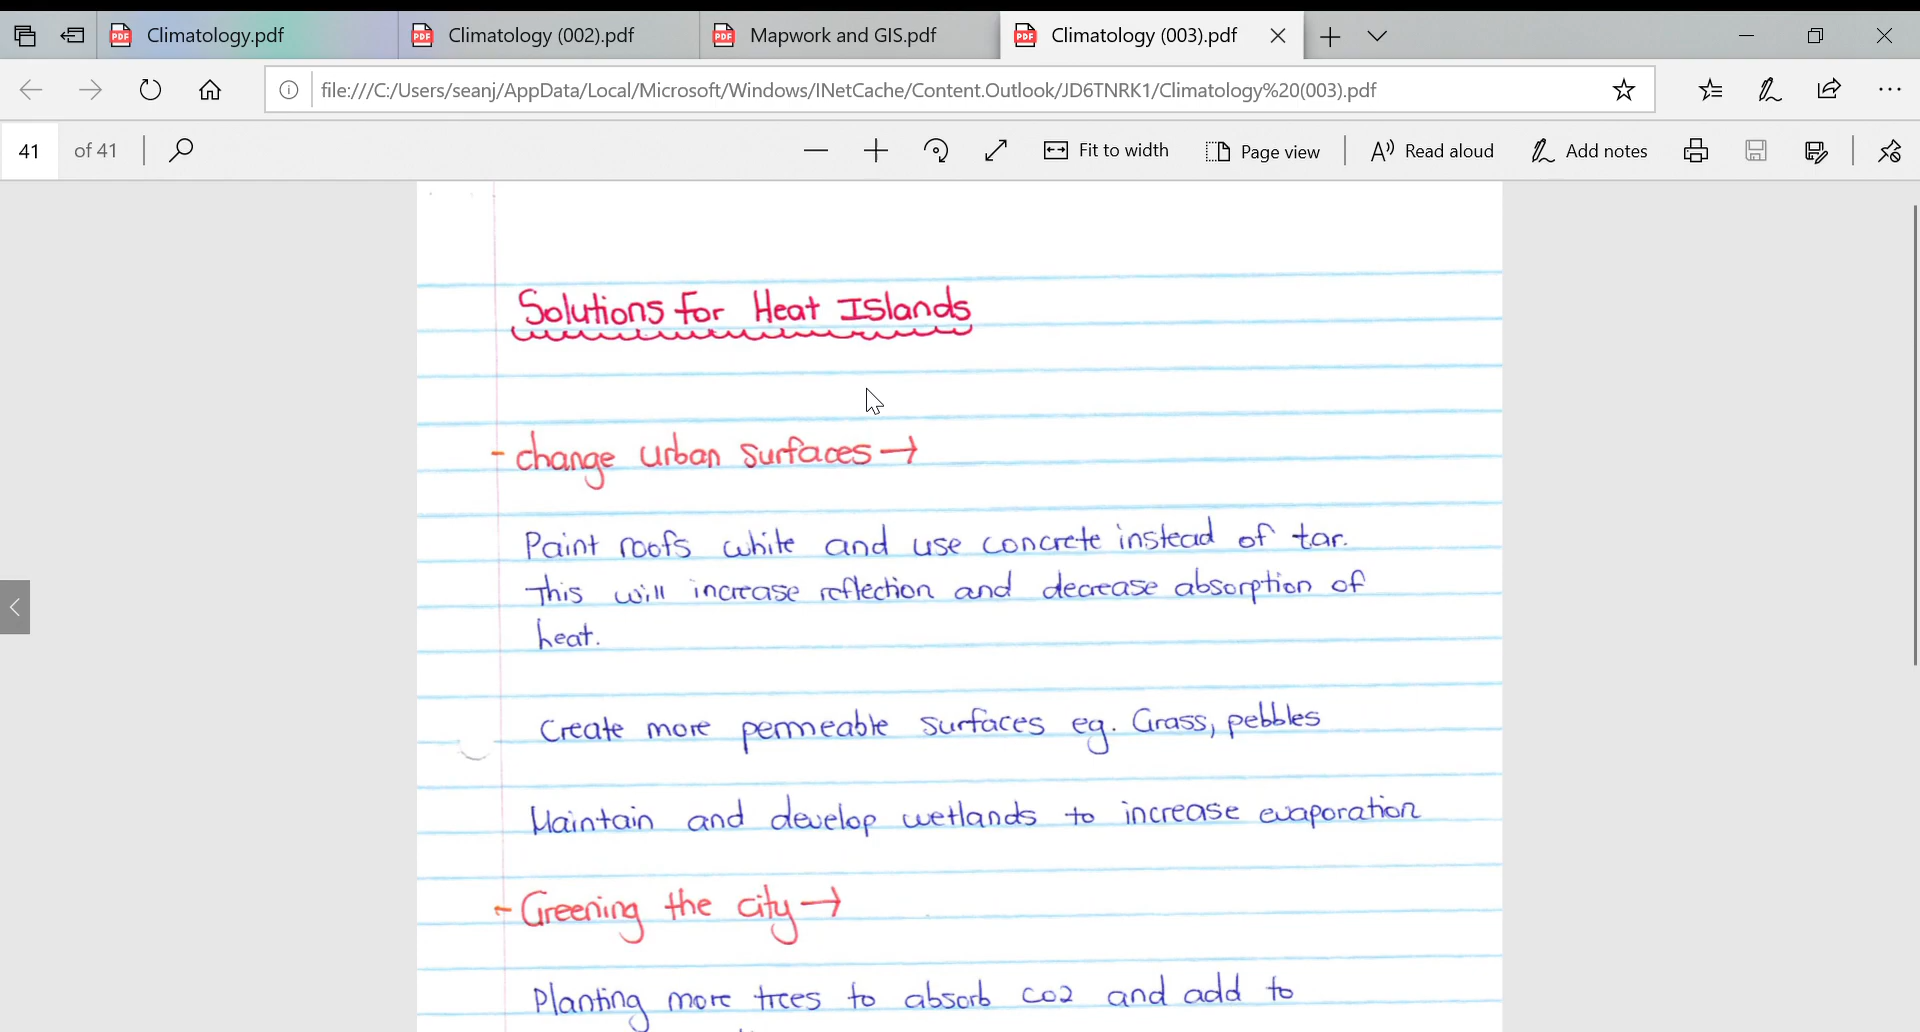 Climatology.pdf
Climatology (002).pdf
Mapwork and GIS.pdf
Climatology (003).pdf
file:///C:/Users/seanj/AppData/Local/Microsoft/Windows/INetCache/Content.Outlook/JD6TNRK1/Climatology%20(003).pdf
41 of 41
Fit to width
Page view
Read aloud
Add notes
Solutions for Heat Islands
- change urban surfaces →
Paint roofs white and use concrete instead of tar.
This will increase reflection and decrease absorption of
heat.
Create more permeable surfaces eg. Grass, pebbles
Maintain and develop wetlands to increase evaporation
- Greening the city →
Planting more trees to absorb co2 and add to